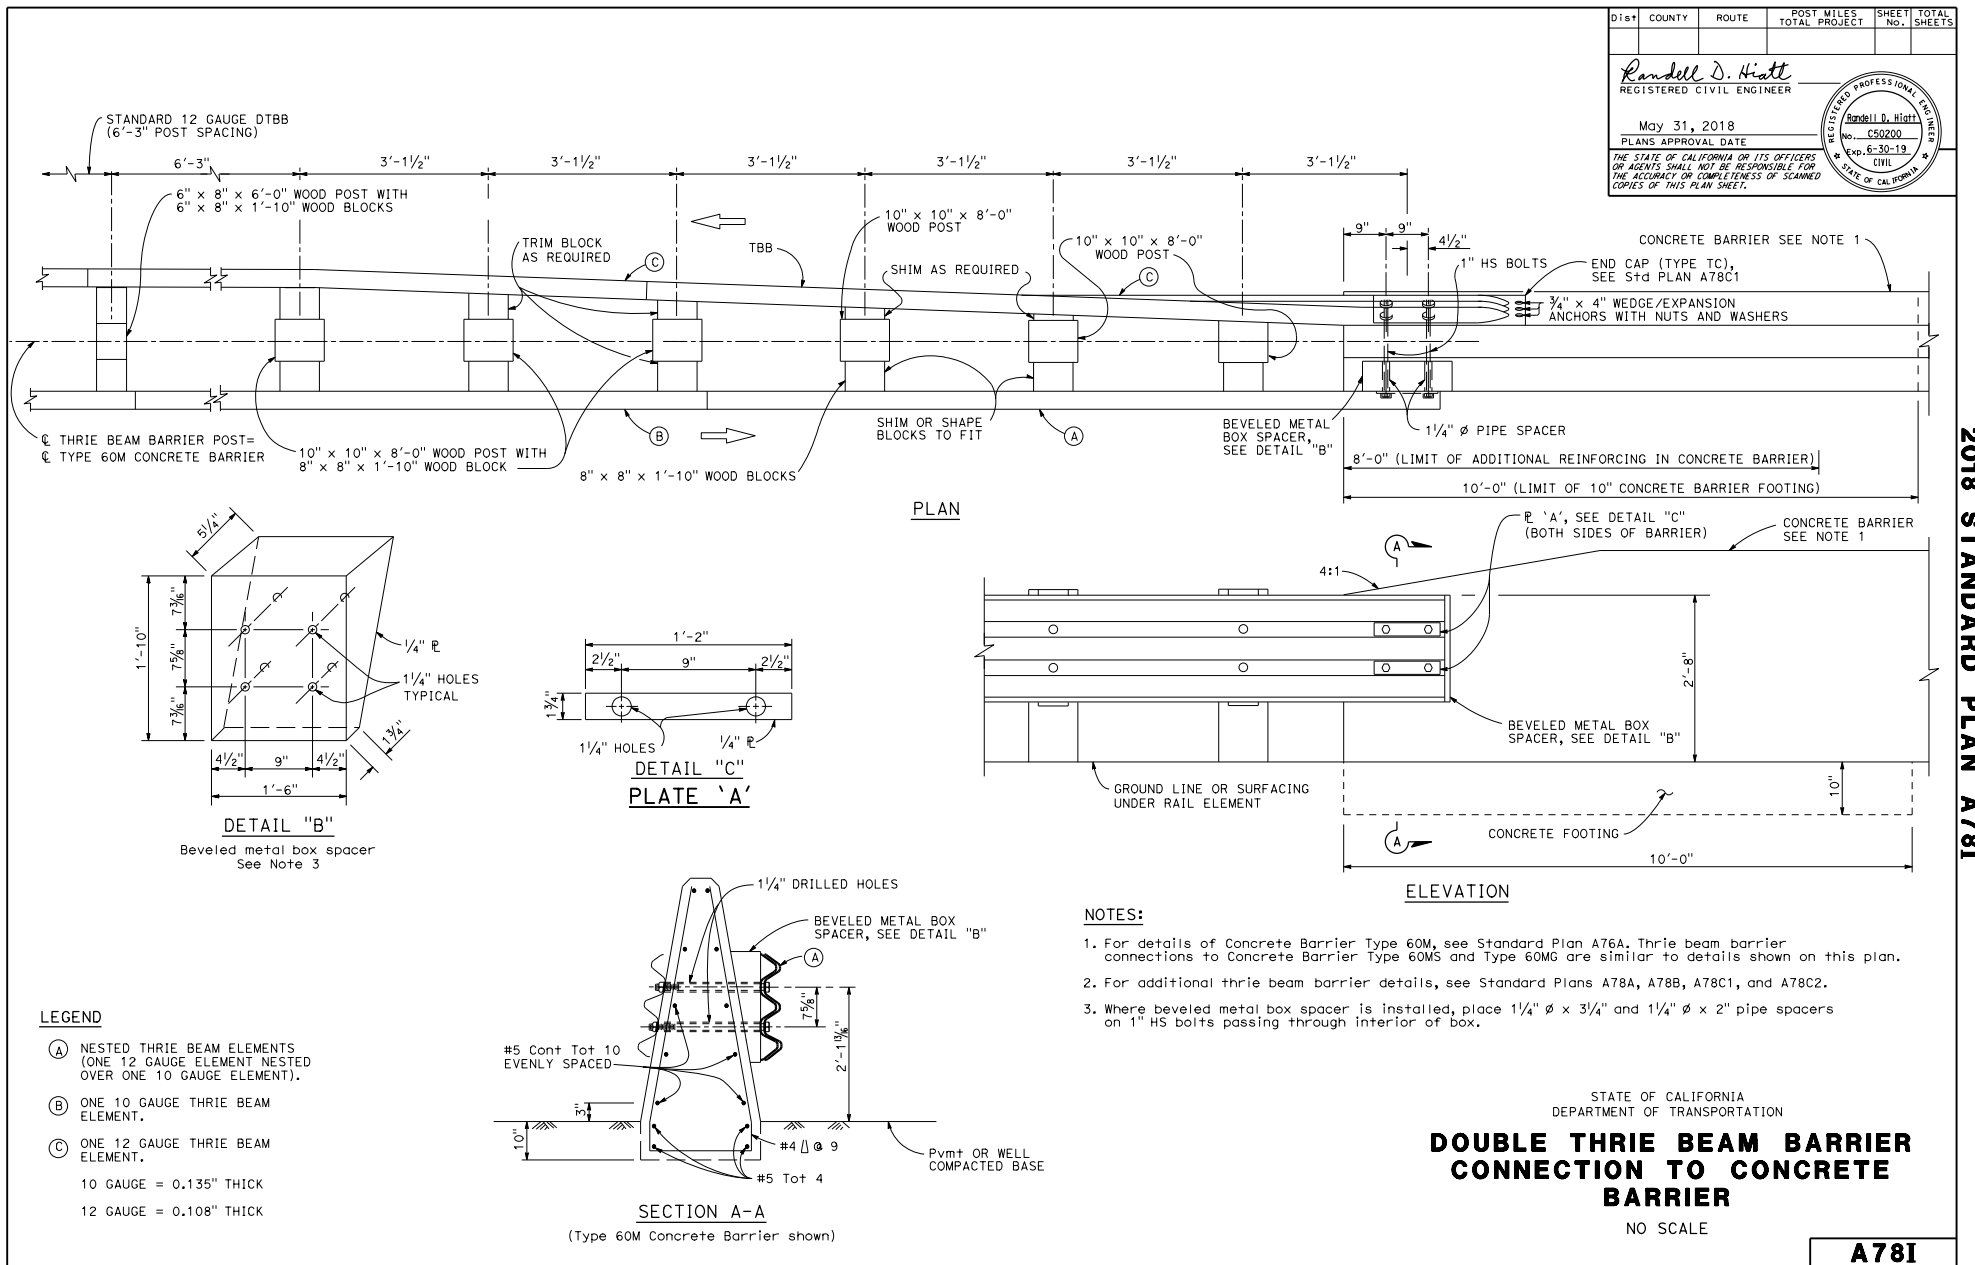 Dist COUNTY ROUTE POST MILES TOTAL PROJECT SHEET No. TOTAL SHEETS
Randell D. Hiatt
REGISTERED CIVIL ENGINEER
May 31, 2018
PLANS APPROVAL DATE
THE STATE OF CALIFORNIA OR ITS OFFICERS
OR AGENTS SHALL NOT BE RESPONSIBLE FOR
THE ACCURACY OR COMPLETENESS OF SCANNED
COPIES OF THIS PLAN SHEET.
REGISTERED PROFESSIONAL ENGINEER
Randell D. Hiatt
No. C50200
Exp. 6-30-19
CIVIL
STATE OF CALIFORNIA
STANDARD 12 GAUGE DTBB
(6'-3" POST SPACING)
6'-3" 3'-1½" 3'-1½" 3'-1½" 3'-1½" 3'-1½" 3'-1½"
6" x 8" x 6'-0" WOOD POST WITH
6" x 8" x 1'-10" WOOD BLOCKS
TRIM BLOCK
AS REQUIRED
C
TBB
10" x 10" x 8'-0"
WOOD POST
SHIM AS REQUIRED
10" x 10" x 8'-0"
WOOD POST
C
9" 9"
4½"
1" HS BOLTS
CONCRETE BARRIER SEE NOTE 1
END CAP (TYPE TC),
SEE Std PLAN A78C1
¾" x 4" WEDGE/EXPANSION
ANCHORS WITH NUTS AND WASHERS
℄ THRIE BEAM BARRIER POST=
℄ TYPE 60M CONCRETE BARRIER
10" x 10" x 8'-0" WOOD POST WITH
8" x 8" x 1'-10" WOOD BLOCK
B
8" x 8" x 1'-10" WOOD BLOCKS
SHIM OR SHAPE
BLOCKS TO FIT
A
BEVELED METAL
BOX SPACER,
SEE DETAIL "B"
1¼" Ø PIPE SPACER
8'-0" (LIMIT OF ADDITIONAL REINFORCING IN CONCRETE BARRIER)
10'-0" (LIMIT OF 10" CONCRETE BARRIER FOOTING)
PLAN
5¼"
1'-10"
7³⁄₁₆"
7⅝"
7³⁄₁₆"
¼" ℙL
1¼" HOLES
TYPICAL
1¾"
4½" 9" 4½"
1'-6"
DETAIL "B"
Beveled metal box spacer
See Note 3
1'-2"
2½" 9" 2½"
1¾"
1¼" HOLES
¼" ℙL
DETAIL "C"
PLATE 'A'
ℙL 'A', SEE DETAIL "C"
(BOTH SIDES OF BARRIER)
CONCRETE BARRIER
SEE NOTE 1
A
4:1
2'-8"
BEVELED METAL BOX
SPACER, SEE DETAIL "B"
GROUND LINE OR SURFACING
UNDER RAIL ELEMENT
10"
A
CONCRETE FOOTING
10'-0"
ELEVATION
1¼" DRILLED HOLES
BEVELED METAL BOX
SPACER, SEE DETAIL "B"
A
7⅝"
2'-1¹³⁄₁₆"
#5 Cont Tot 10
EVENLY SPACED
3"
10"
#4 @ 9
#5 Tot 4
Pvmt OR WELL
COMPACTED BASE
SECTION A-A
(Type 60M Concrete Barrier shown)
LEGEND
A NESTED THRIE BEAM ELEMENTS
(ONE 12 GAUGE ELEMENT NESTED
OVER ONE 10 GAUGE ELEMENT).
B ONE 10 GAUGE THRIE BEAM
ELEMENT.
C ONE 12 GAUGE THRIE BEAM
ELEMENT.
10 GAUGE = 0.135" THICK
12 GAUGE = 0.108" THICK
NOTES:
1. For details of Concrete Barrier Type 60M, see Standard Plan A76A. Thrie beam barrier
connections to Concrete Barrier Type 60MS and Type 60MG are similar to details shown on this plan.
2. For additional thrie beam barrier details, see Standard Plans A78A, A78B, A78C1, and A78C2.
3. Where beveled metal box spacer is installed, place 1¼" Ø x 3¼" and 1¼" Ø x 2" pipe spacers
on 1" HS bolts passing through interior of box.
STATE OF CALIFORNIA
DEPARTMENT OF TRANSPORTATION
DOUBLE THRIE BEAM BARRIER
CONNECTION TO CONCRETE
BARRIER
NO SCALE
A78I
2018 STANDARD PLAN A78I